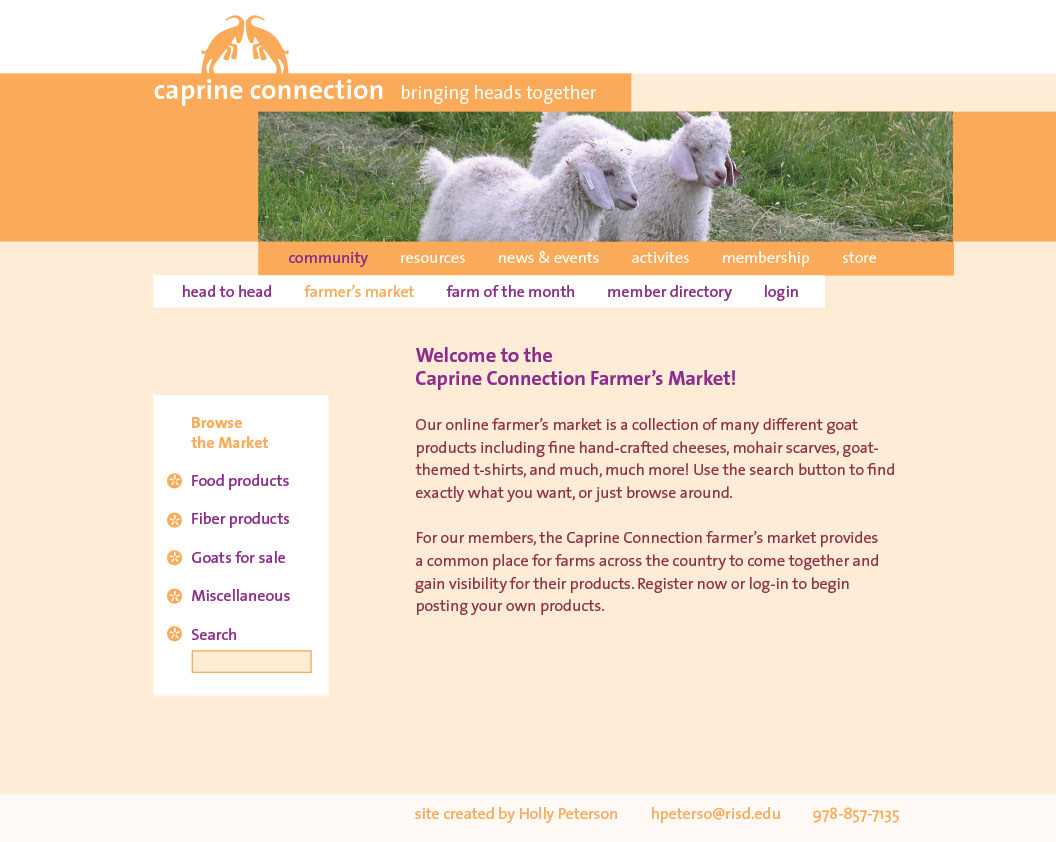 caprine connection bringing heads together
community resources news & events activites membership store
head to head farmer's market farm of the month member directory login
Welcome to the
Caprine Connection Farmer's Market!
Browse
the Market
Food products
Fiber products
Goats for sale
Miscellaneous
Search
Our online farmer's market is a collection of many different goat
products including fine hand-crafted cheeses, mohair scarves, goat-
themed t-shirts, and much, much more! Use the search button to find
exactly what you want, or just browse around.
For our members, the Caprine Connection farmer's market provides
a common place for farms across the country to come together and
gain visibility for their products. Register now or log-in to begin
posting your own products.
site created by Holly Peterson hpeterso@risd.edu 978-857-7135